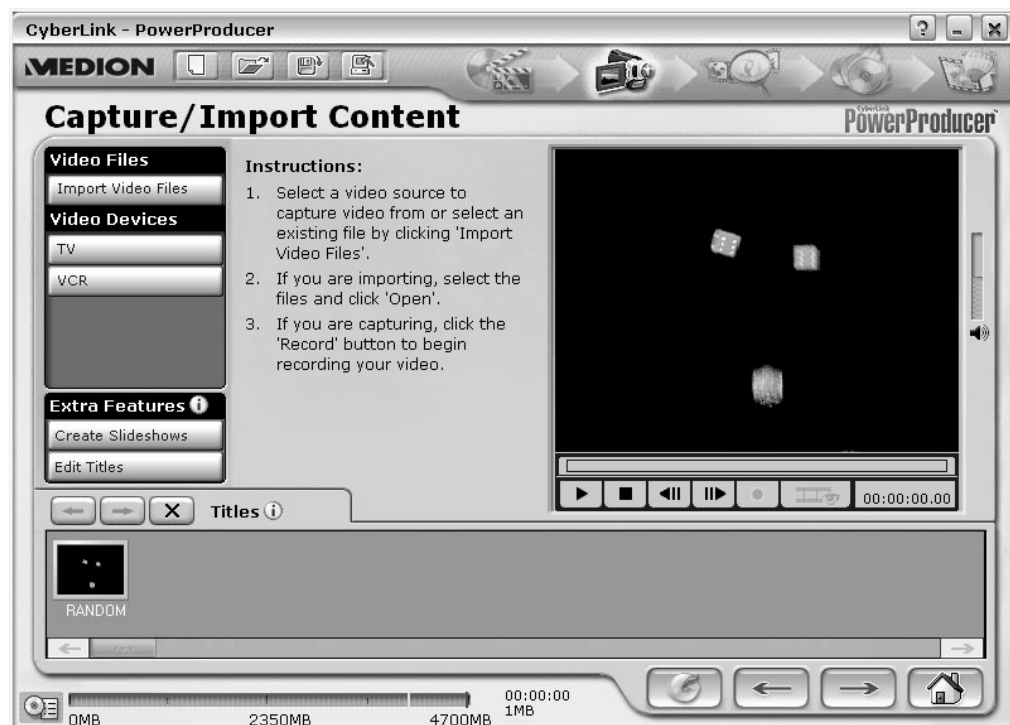 CyberLink - PowerProducer
?
MEDION
Capture/Import Content
CyberLink
PowerProducer
Video Files
Import Video Files
Video Devices
TV
VCR
Extra Features i
Create Slideshows
Edit Titles
Instructions:
1. Select a video source to
capture video from or select an
existing file by clicking 'Import
Video Files'.
2. If you are importing, select the
files and click 'Open'.
3. If you are capturing, click the
'Record' button to begin
recording your video.
00:00:00.00
Titles i
RANDOM
0MB
2350MB
4700MB
00:00:00
1MB